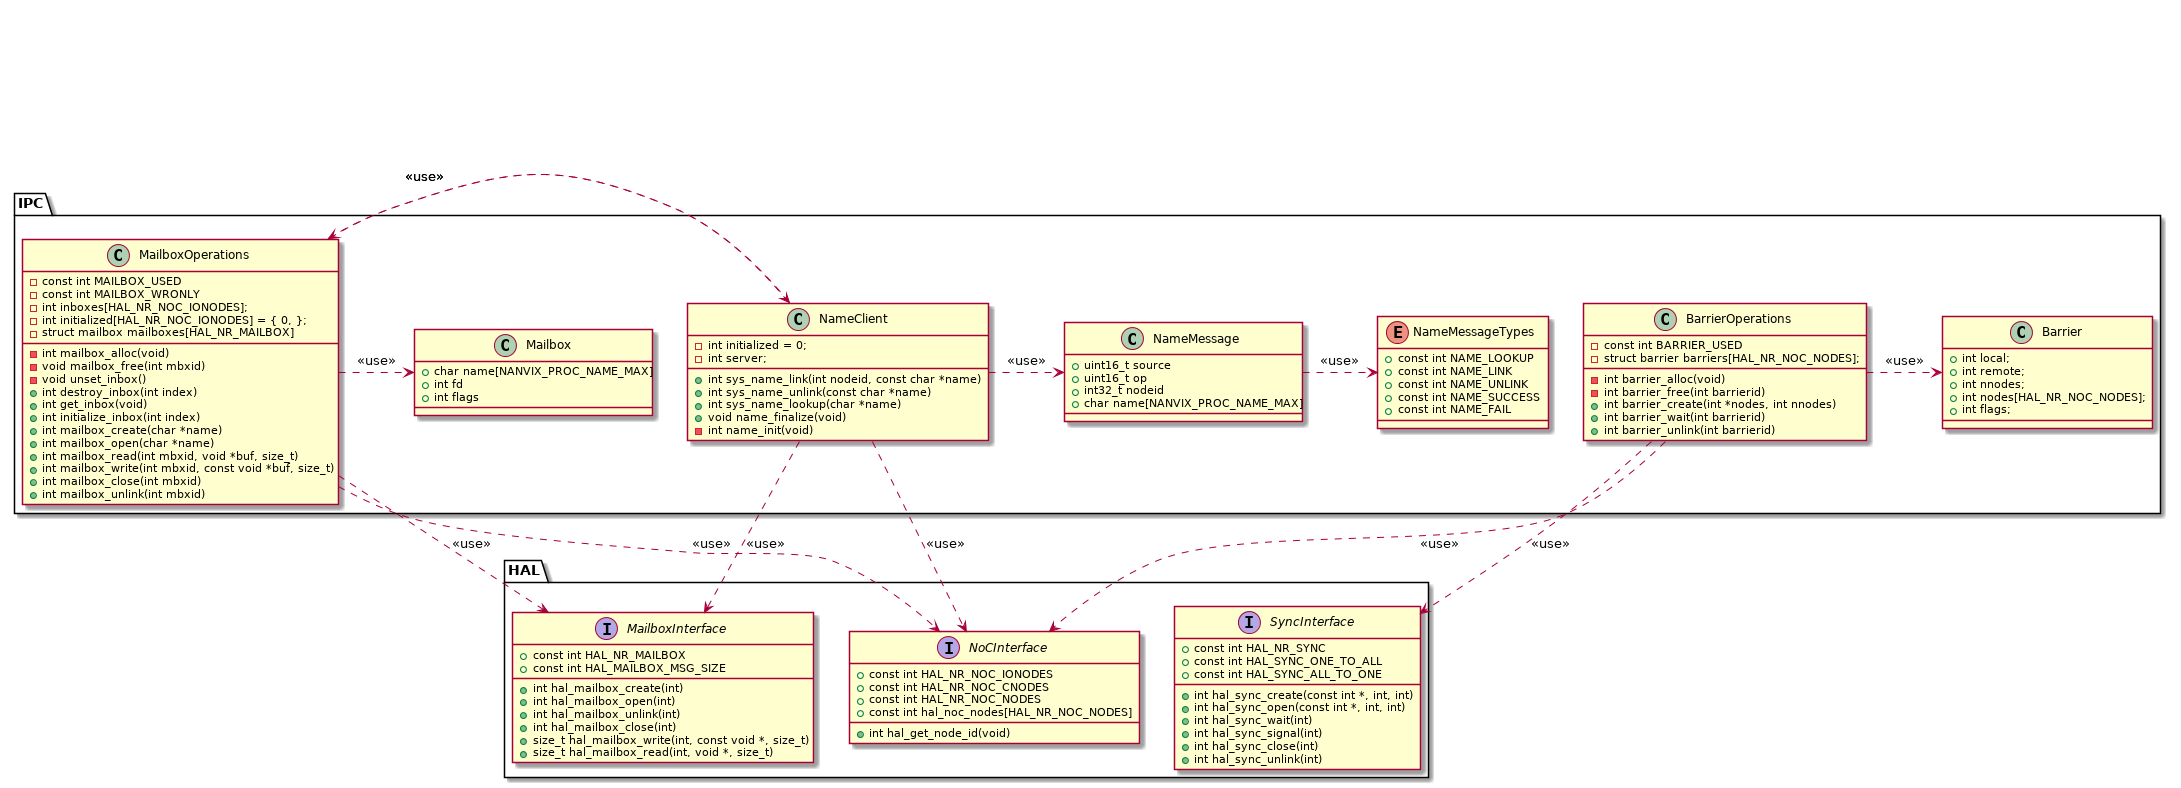 «use»
IPC
C MailboxOperations
const int MAILBOX_USED
const int MAILBOX_WRONLY
int inboxes[HAL_NR_NOC_IONODES];
int initialized[HAL_NR_NOC_IONODES] = { 0, };
struct mailbox mailboxes[HAL_NR_MAILBOX]
int mailbox_alloc(void)
void mailbox_free(int mbxid)
void unset_inbox()
int destroy_inbox(int index)
int get_inbox(void)
int initialize_inbox(int index)
int mailbox_create(char *name)
int mailbox_open(char *name)
int mailbox_read(int mbxid, void *buf, size_t)
int mailbox_write(int mbxid, const void *buf, size_t)
int mailbox_close(int mbxid)
int mailbox_unlink(int mbxid)
«use»
C Mailbox
char name[NANVIX_PROC_NAME_MAX]
int fd
int flags
C NameClient
int initialized = 0;
int server;
int sys_name_link(int nodeid, const char *name)
int sys_name_unlink(const char *name)
int sys_name_lookup(char *name)
void name_finalize(void)
int name_init(void)
«use»
C NameMessage
uint16_t source
uint16_t op
int32_t nodeid
char name[NANVIX_PROC_NAME_MAX]
«use»
E NameMessageTypes
const int NAME_LOOKUP
const int NAME_LINK
const int NAME_UNLINK
const int NAME_SUCCESS
const int NAME_FAIL
C BarrierOperations
const int BARRIER_USED
struct barrier barriers[HAL_NR_NOC_NODES];
int barrier_alloc(void)
int barrier_free(int barrierid)
int barrier_create(int *nodes, int nnodes)
int barrier_wait(int barrierid)
int barrier_unlink(int barrierid)
«use»
C Barrier
int local;
int remote;
int nnodes;
int nodes[HAL_NR_NOC_NODES];
int flags;
«use»
«use»
«use»
«use»
«use»
«use»
HAL
I MailboxInterface
const int HAL_NR_MAILBOX
const int HAL_MAILBOX_MSG_SIZE
int hal_mailbox_create(int)
int hal_mailbox_open(int)
int hal_mailbox_unlink(int)
int hal_mailbox_close(int)
size_t hal_mailbox_write(int, const void *, size_t)
size_t hal_mailbox_read(int, void *, size_t)
I NoCInterface
const int HAL_NR_NOC_IONODES
const int HAL_NR_NOC_CNODES
const int HAL_NR_NOC_NODES
const int hal_noc_nodes[HAL_NR_NOC_NODES]
int hal_get_node_id(void)
I SyncInterface
const int HAL_NR_SYNC
const int HAL_SYNC_ONE_TO_ALL
const int HAL_SYNC_ALL_TO_ONE
int hal_sync_create(const int *, int, int)
int hal_sync_open(const int *, int, int)
int hal_sync_wait(int)
int hal_sync_signal(int)
int hal_sync_close(int)
int hal_sync_unlink(int)